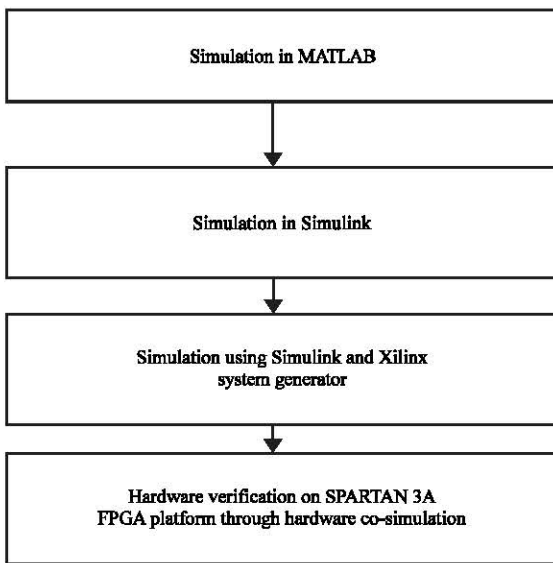 Simulation in MATLAB
Simulation in Simulink
Simulation using Simulink and Xilinx
system generator
Hardware verification on SPARTAN 3A
FPGA platform through hardware co-simulation